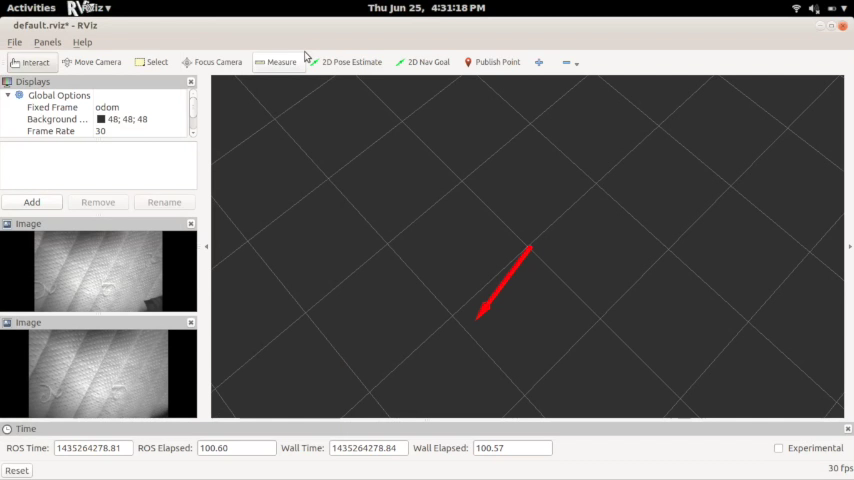 Activities RViz ▾ Thu Jun 25, 4:31:18 PM
default.rviz* - RViz
File Panels Help
Interact Move Camera Select Focus Camera Measure 2D Pose Estimate 2D Nav Goal Publish Point
Displays
Global Options
Fixed Frame odom
Background ... 48; 48; 48
Frame Rate 30
Add Remove Rename
Image
Image
Time
ROS Time: 1435264278.81 ROS Elapsed: 100.60 Wall Time: 1435264278.84 Wall Elapsed: 100.57 Experimental
Reset 30 fps